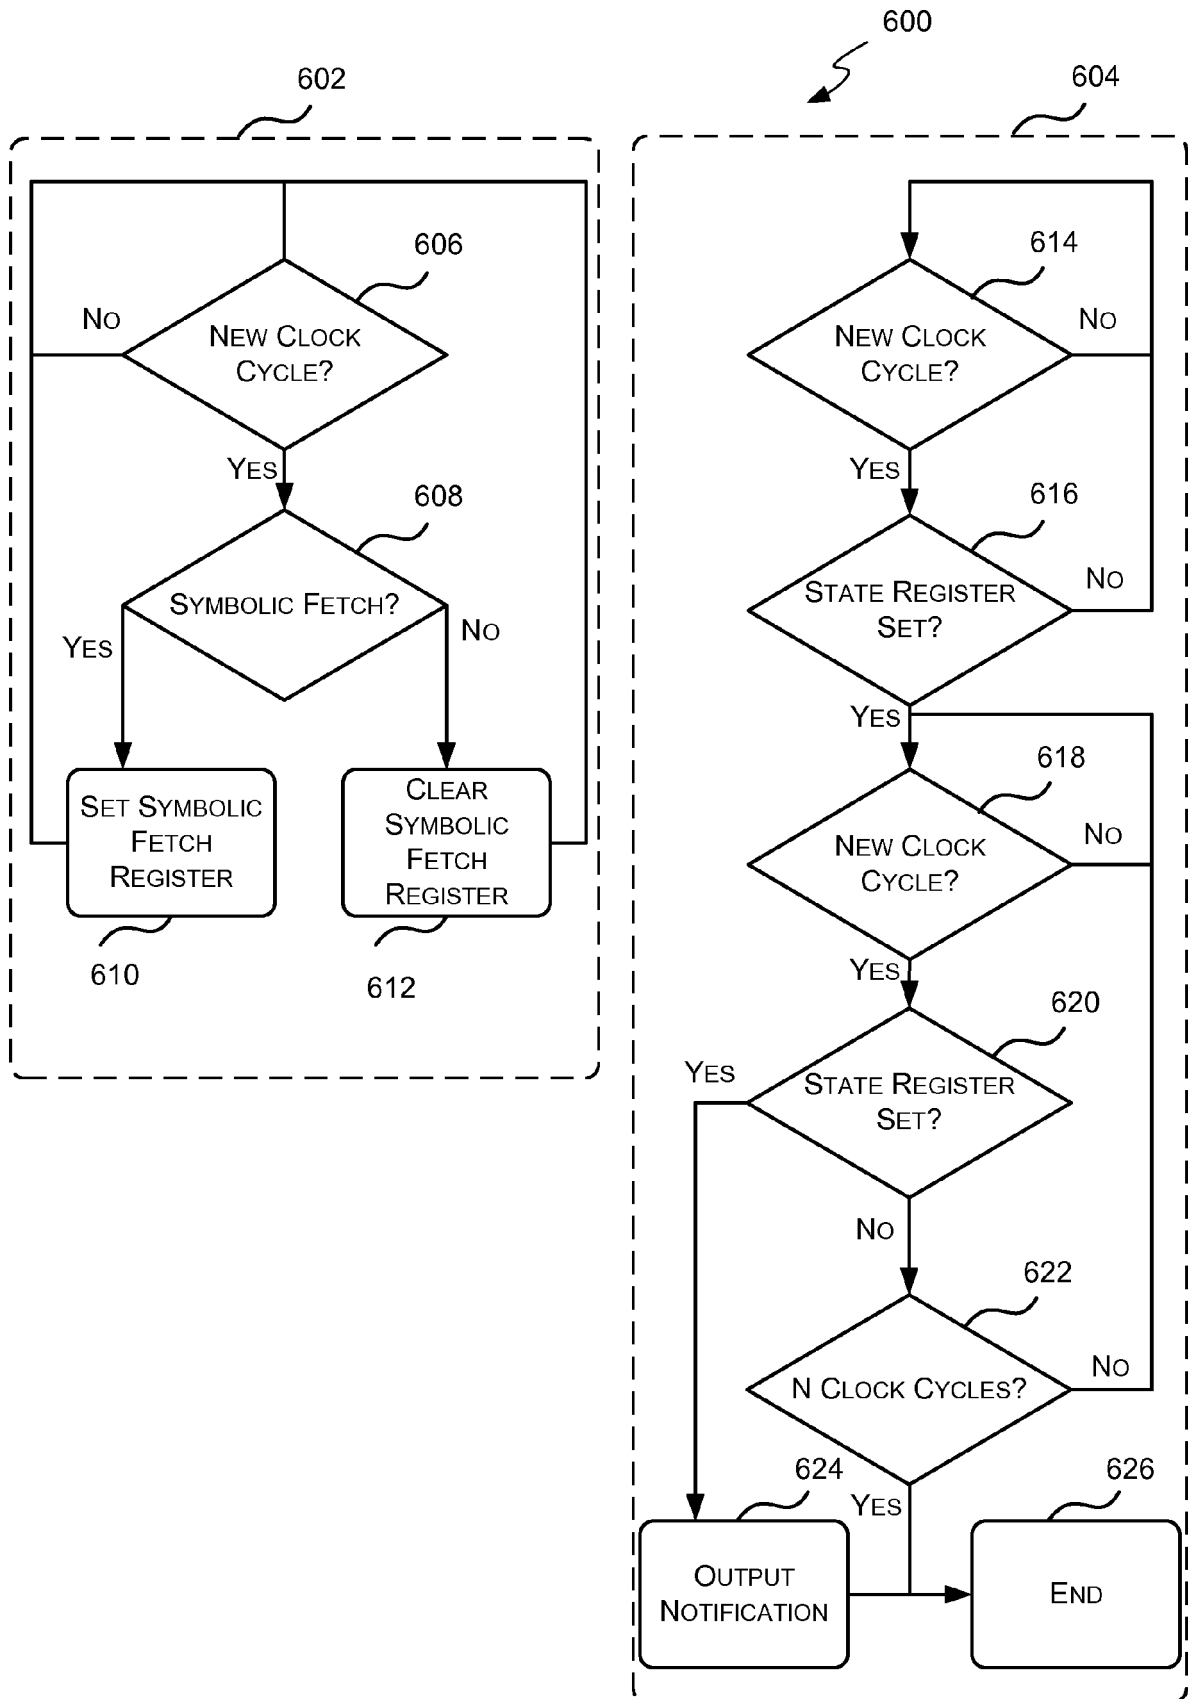 600
602
604
606
NO
NEW CLOCK
CYCLE?
YES
608
SYMBOLIC FETCH?
YES
NO
SET SYMBOLIC
FETCH
REGISTER
CLEAR
SYMBOLIC
FETCH
REGISTER
610
612
614
NEW CLOCK
CYCLE?
NO
YES
616
STATE REGISTER
SET?
NO
YES
618
NEW CLOCK
CYCLE?
NO
YES
620
YES
STATE REGISTER
SET?
NO
622
N CLOCK CYCLES?
NO
YES
624
626
OUTPUT
NOTIFICATION
END